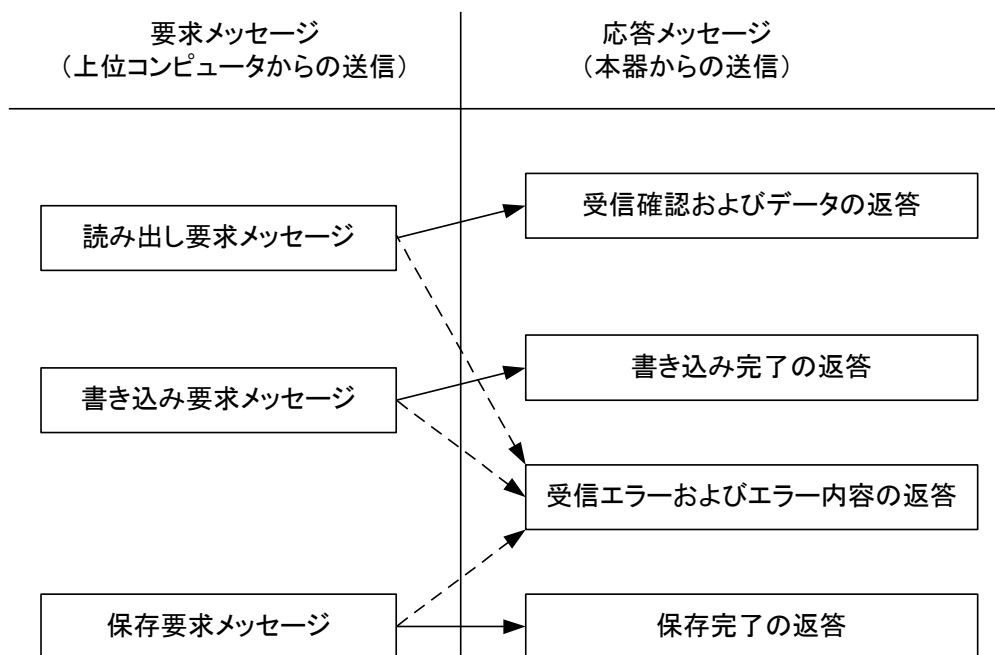 要求メッセージ
（上位コンピュータからの送信）
応答メッセージ
（本器からの送信）
読み出し要求メッセージ
受信確認およびデータの返答
書き込み要求メッセージ
書き込み完了の返答
受信エラーおよびエラー内容の返答
保存要求メッセージ
保存完了の返答